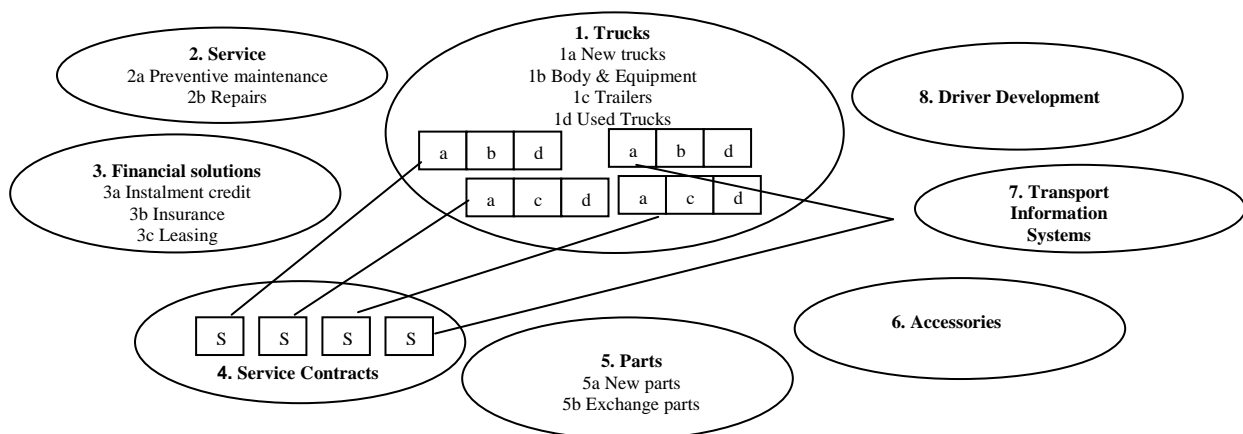 1. Trucks
1a New trucks
1b Body & Equipment
1c Trailers
1d Used Trucks
a b d
a b d
a c d
a c d
2. Service
2a Preventive maintenance
2b Repairs
3. Financial solutions
3a Instalment credit
3b Insurance
3c Leasing
S S S S
4. Service Contracts
5. Parts
5a New parts
5b Exchange parts
6. Accessories
7. Transport
Information
Systems
8. Driver Development